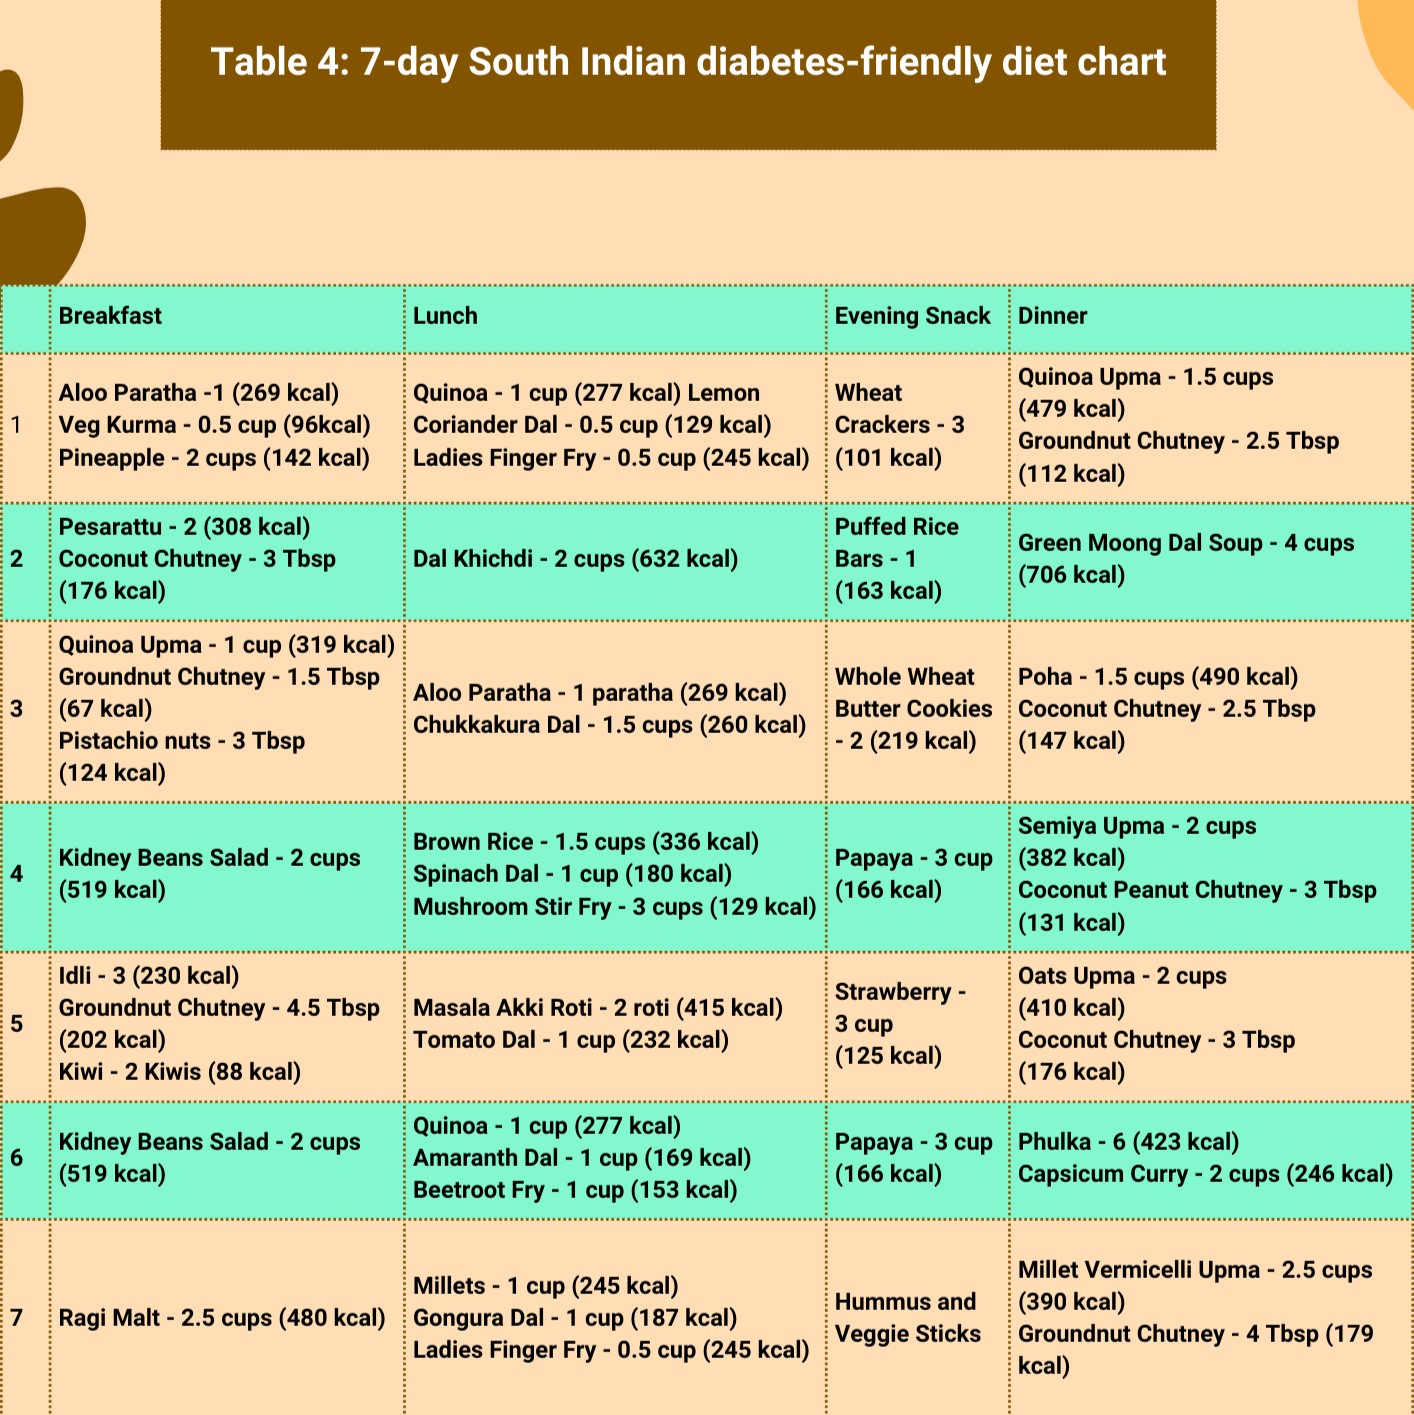 Table 4: 7-day South Indian diabetes-friendly diet chart
Breakfast
Lunch
Evening Snack
Dinner
1
Aloo Paratha -1 (269 kcal)
Veg Kurma - 0.5 cup (96kcal)
Pineapple - 2 cups (142 kcal)
Quinoa - 1 cup (277 kcal) Lemon
Coriander Dal - 0.5 cup (129 kcal)
Ladies Finger Fry - 0.5 cup (245 kcal)
Wheat
Crackers - 3
(101 kcal)
Quinoa Upma - 1.5 cups
(479 kcal)
Groundnut Chutney - 2.5 Tbsp
(112 kcal)
2
Pesarattu - 2 (308 kcal)
Coconut Chutney - 3 Tbsp
(176 kcal)
Dal Khichdi - 2 cups (632 kcal)
Puffed Rice
Bars - 1
(163 kcal)
Green Moong Dal Soup - 4 cups
(706 kcal)
3
Quinoa Upma - 1 cup (319 kcal)
Groundnut Chutney - 1.5 Tbsp
(67 kcal)
Pistachio nuts - 3 Tbsp
(124 kcal)
Aloo Paratha - 1 paratha (269 kcal)
Chukkakura Dal - 1.5 cups (260 kcal)
Whole Wheat
Butter Cookies
- 2 (219 kcal)
Poha - 1.5 cups (490 kcal)
Coconut Chutney - 2.5 Tbsp
(147 kcal)
4
Kidney Beans Salad - 2 cups
(519 kcal)
Brown Rice - 1.5 cups (336 kcal)
Spinach Dal - 1 cup (180 kcal)
Mushroom Stir Fry - 3 cups (129 kcal)
Papaya - 3 cup
(166 kcal)
Semiya Upma - 2 cups
(382 kcal)
Coconut Peanut Chutney - 3 Tbsp
(131 kcal)
5
Idli - 3 (230 kcal)
Groundnut Chutney - 4.5 Tbsp
(202 kcal)
Kiwi - 2 Kiwis (88 kcal)
Masala Akki Roti - 2 roti (415 kcal)
Tomato Dal - 1 cup (232 kcal)
Strawberry -
3 cup
(125 kcal)
Oats Upma - 2 cups
(410 kcal)
Coconut Chutney - 3 Tbsp
(176 kcal)
6
Kidney Beans Salad - 2 cups
(519 kcal)
Quinoa - 1 cup (277 kcal)
Amaranth Dal - 1 cup (169 kcal)
Beetroot Fry - 1 cup (153 kcal)
Papaya - 3 cup
(166 kcal)
Phulka - 6 (423 kcal)
Capsicum Curry - 2 cups (246 kcal)
7
Ragi Malt - 2.5 cups (480 kcal)
Millets - 1 cup (245 kcal)
Gongura Dal - 1 cup (187 kcal)
Ladies Finger Fry - 0.5 cup (245 kcal)
Hummus and
Veggie Sticks
Millet Vermicelli Upma - 2.5 cups
(390 kcal)
Groundnut Chutney - 4 Tbsp (179
kcal)